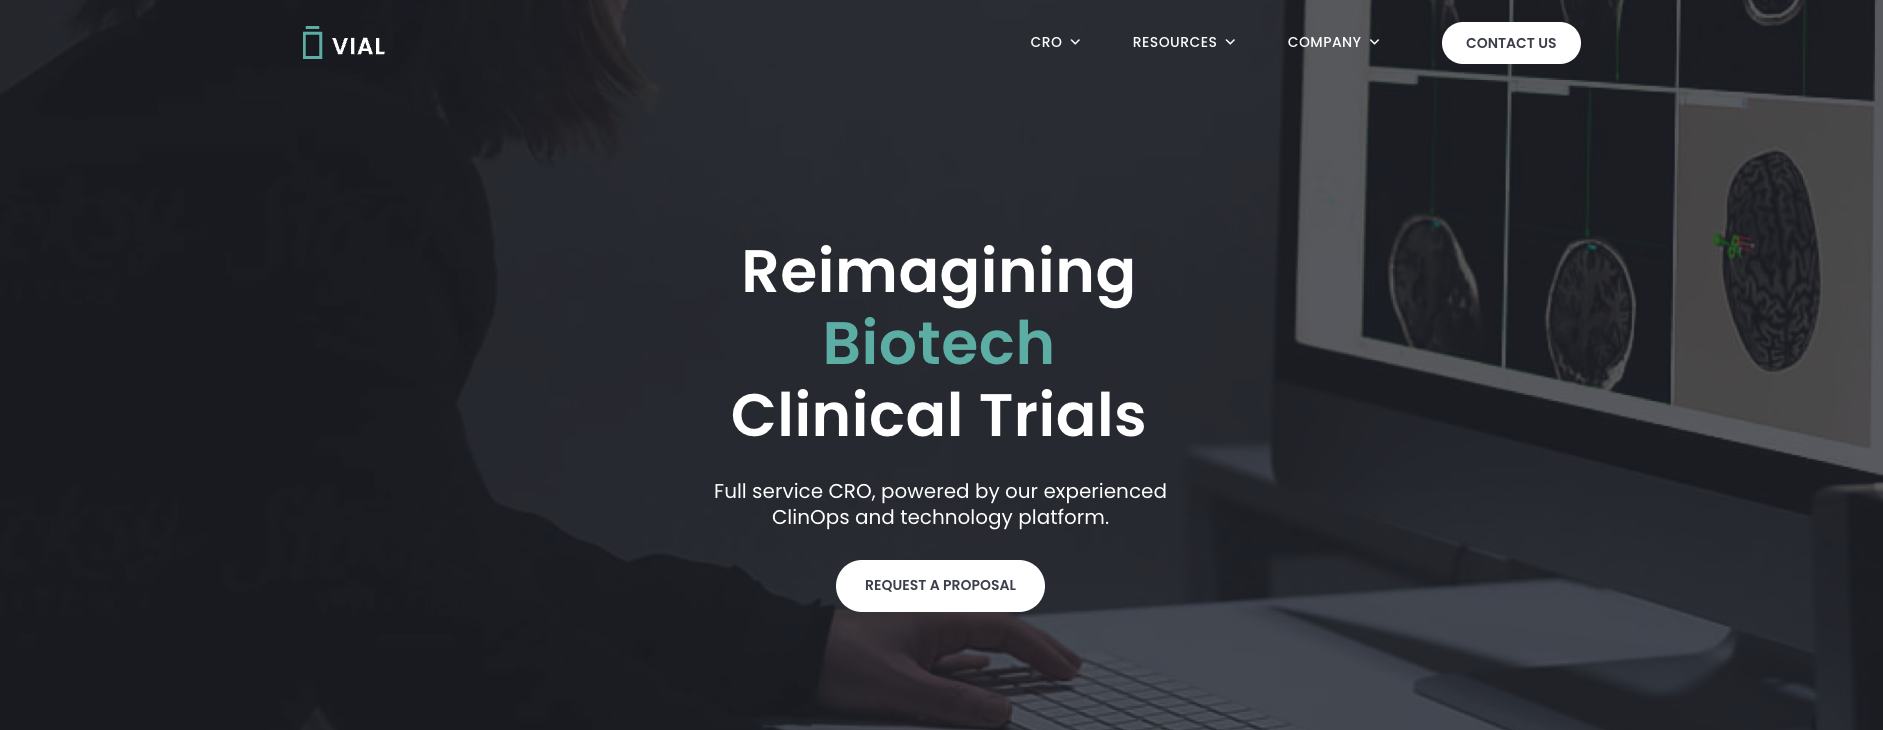 VIAL
CRO
RESOURCES
COMPANY
CONTACT US
Reimagining
Biotech
Clinical Trials
Full service CRO, powered by our experienced
ClinOps and technology platform.
REQUEST A PROPOSAL